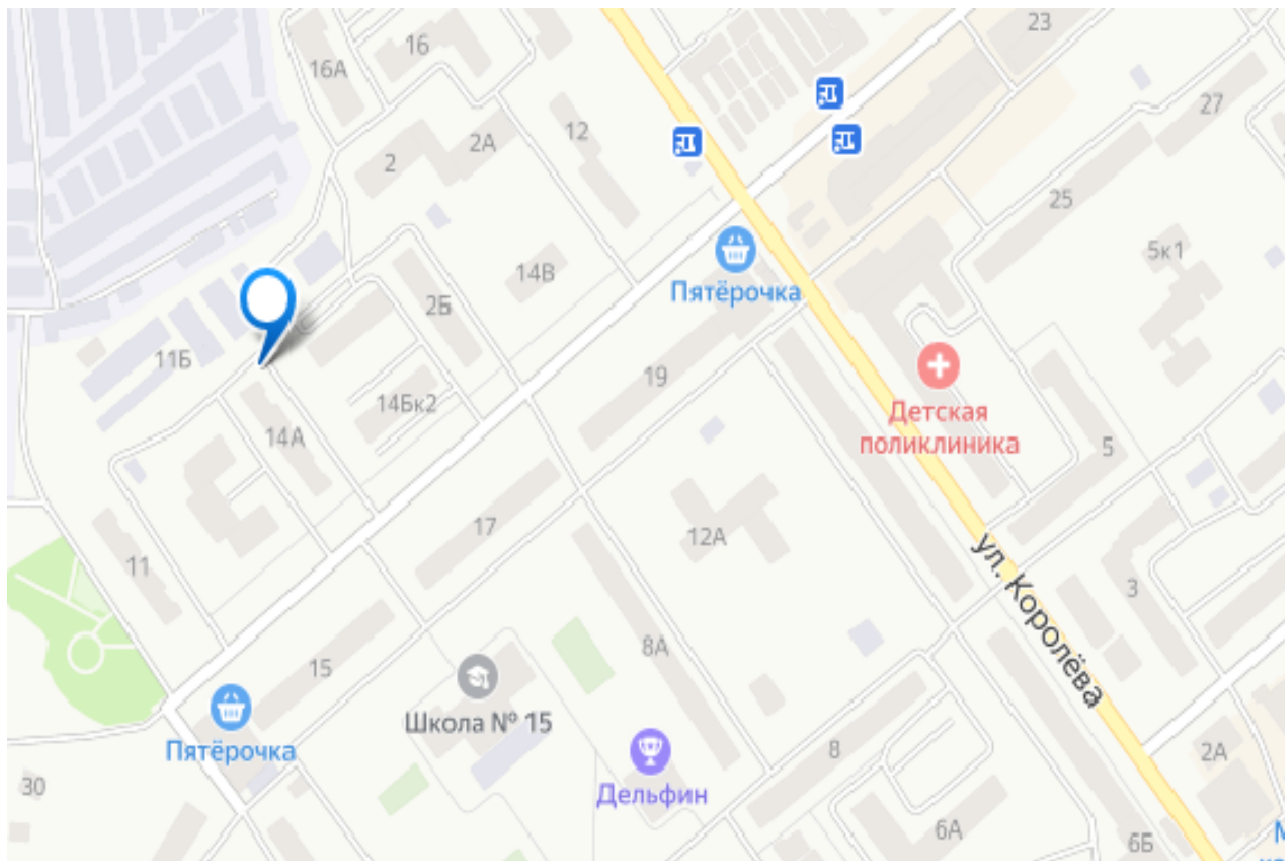 23
16
16А
27
12
2А
2
25
5к1
14В
2Б
Пятёрочка
11Б
19
14Бк2
Детская
поликлиника
14А
5
17
12А
11
ул. Королёва
3
8А
15
Школа № 15
Пятёрочка
8
2А
30
Дельфин
6А
6Б